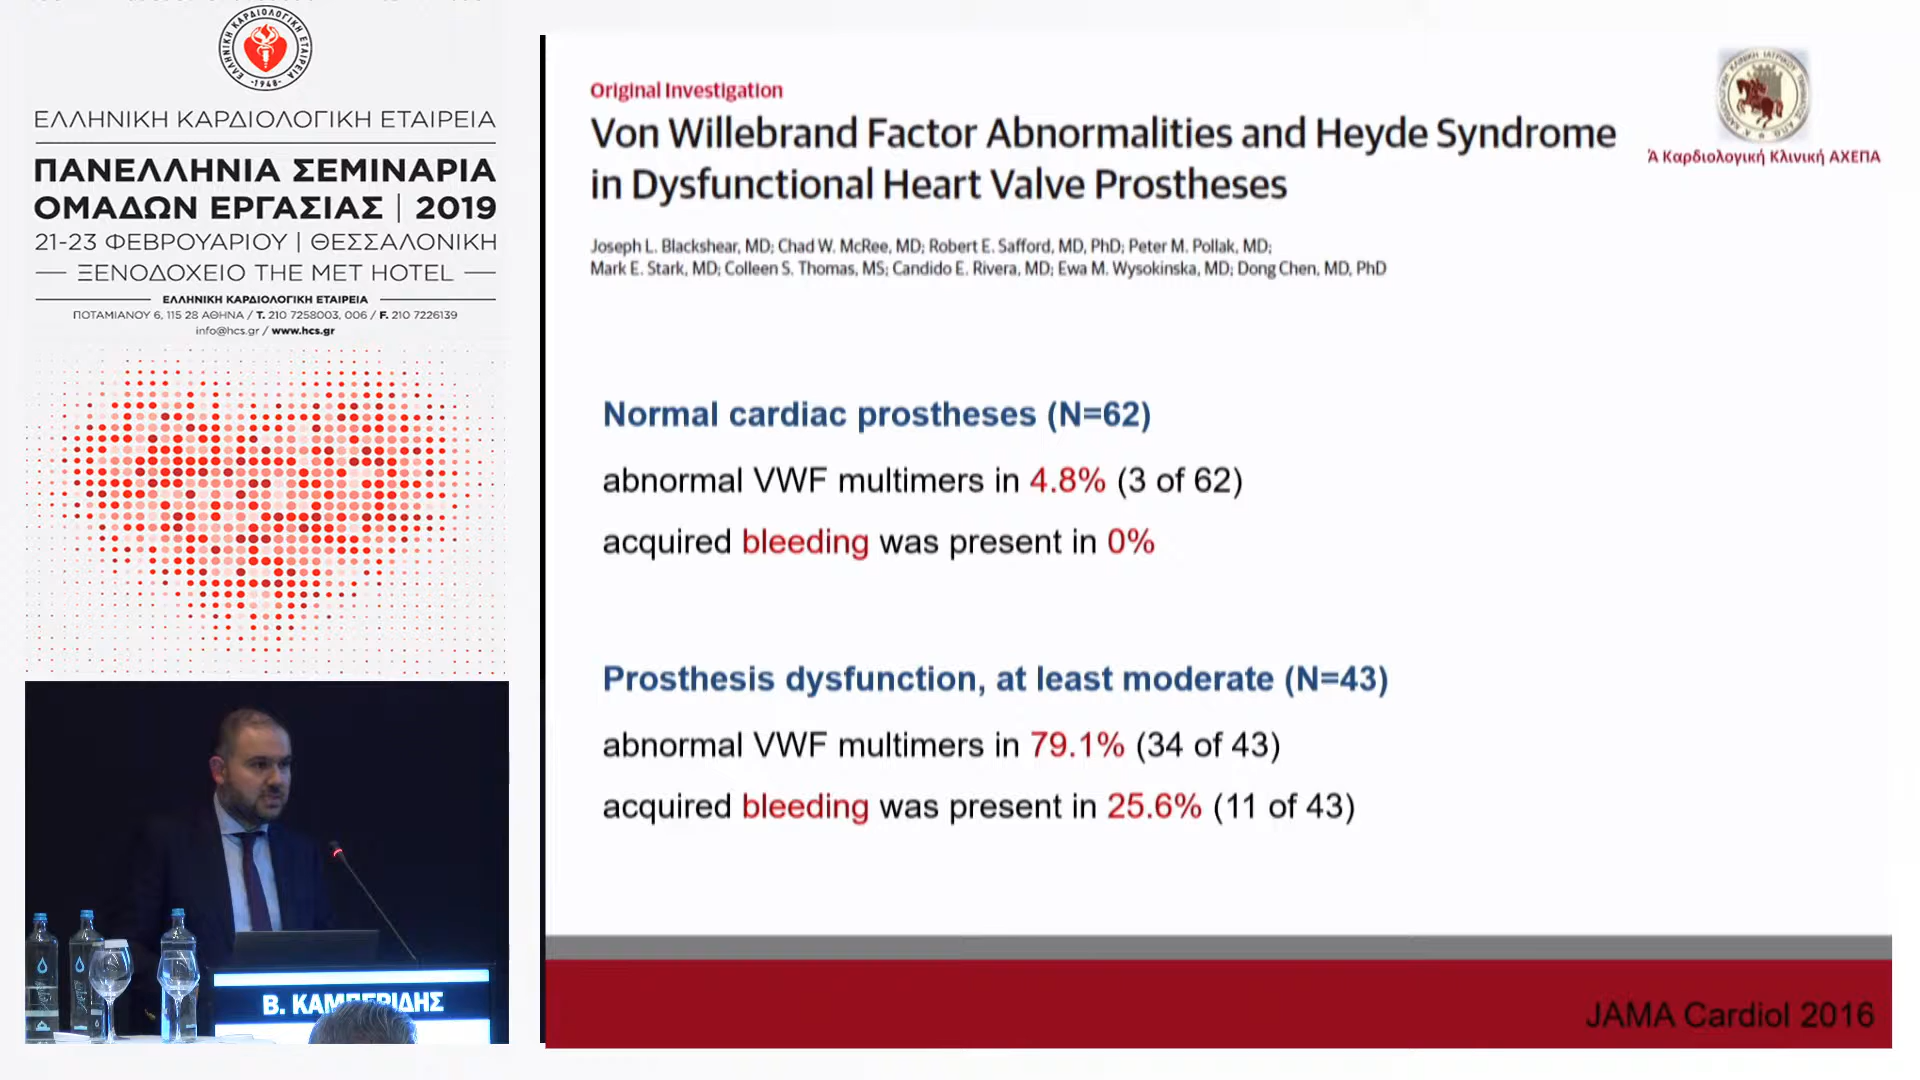 ΕΛΛΗΝΙΚΗ ΚΑΡΔΙΟΛΟΓΙΚΗ ΕΤΑΙΡΕΙΑ
-1948-
ΕΛΛΗΝΙΚΗ ΚΑΡΔΙΟΛΟΓΙΚΗ ΕΤΑΙΡΕΙΑ
ΠΑΝΕΛΛΗΝΙΑ ΣΕΜΙΝΑΡΙΑ
ΟΜΑΔΩΝ ΕΡΓΑΣΙΑΣ | 2019
21-23 ΦΕΒΡΟΥΑΡΙΟΥ | ΘΕΣΣΑΛΟΝΙΚΗ
ΞΕΝΟΔΟΧΕΙΟ THE MET HOTEL
ΕΛΛΗΝΙΚΗ ΚΑΡΔΙΟΛΟΓΙΚΗ ΕΤΑΙΡΕΙΑ
ΠΟΤΑΜΙΑΝΟΥ 6, 115 28 ΑΘΗΝΑ / T. 210 7258003, 006 / F. 210 7226139
info@hcs.gr / www.hcs.gr
Β. ΚΑΜΠΕΡΙΔΗΣ
Original Investigation
Von Willebrand Factor Abnormalities and Heyde Syndrome
in Dysfunctional Heart Valve Prostheses
Joseph L. Blackshear, MD; Chad W. McRee, MD; Robert E. Safford, MD, PhD; Peter M. Pollak, MD;
Mark E. Stark, MD; Colleen S. Thomas, MS; Candido E. Rivera, MD; Ewa M. Wysokinska, MD; Dong Chen, MD, PhD
Ά Καρδιολογική Κλινική ΑΧΕΠΑ
Normal cardiac prostheses (N=62)
abnormal VWF multimers in 4.8% (3 of 62)
acquired bleeding was present in 0%
Prosthesis dysfunction, at least moderate (N=43)
abnormal VWF multimers in 79.1% (34 of 43)
acquired bleeding was present in 25.6% (11 of 43)
JAMA Cardiol 2016